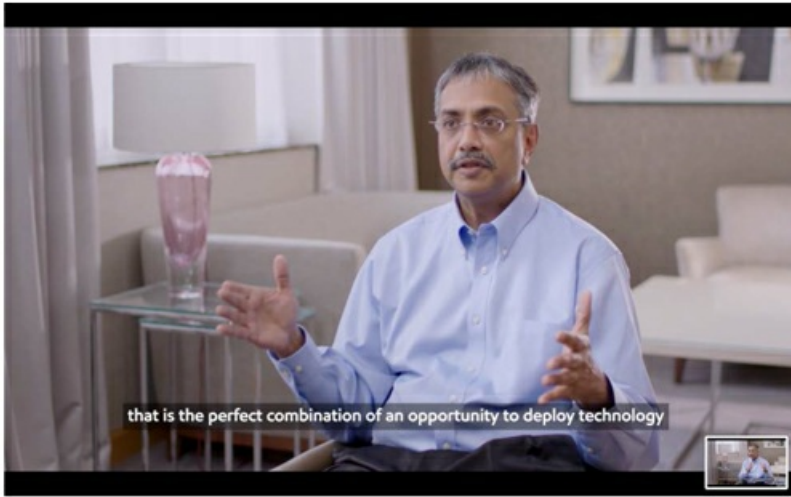 that is the perfect combination of an opportunity to deploy technology